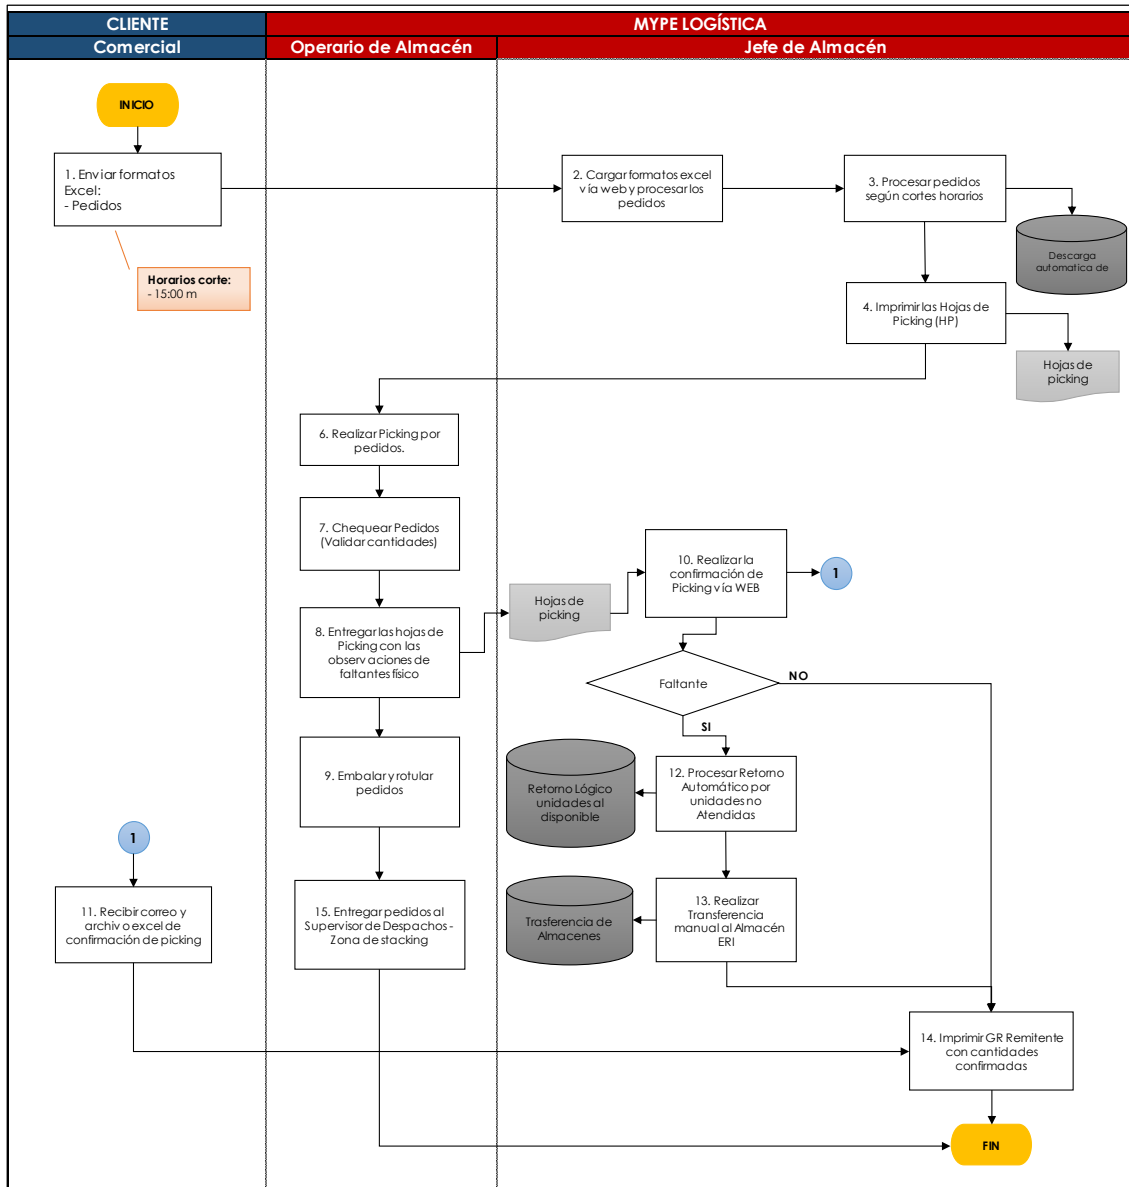 CLIENTE
MYPE LOGÍSTICA
Comercial
Operario de Almacén
Jefe de Almacén
INICIO
1. Enviar formatos
Excel:
- Pedidos
Horarios corte:
- 15:00 m
2. Cargar formatos excel
vía web y procesar los
pedidos
3. Procesar pedidos
según cortes horarios
Descarga
automatica de
4. Imprimir las Hojas de
Picking (HP)
Hojas de
picking
6. Realizar Picking por
pedidos.
7. Chequear Pedidos
(Validar cantidades)
8. Entregar las hojas de
Picking con las
observaciones de
faltantes físico
Hojas de
picking
10. Realizar la
confirmación de
Picking vía WEB
1
Faltante
NO
SI
9. Embalar y rotular
pedidos
Retorno Lógico
unidades al
disponible
12. Procesar Retorno
Automático por
unidades no
Atendidas
1
11. Recibir correo y
archivo excel de
confirmación de picking
15. Entregar pedidos al
Supervisor de Despachos -
Zona de stacking
Trasferencia de
Almacenes
13. Realizar
Transferencia
manual al Almacén
ERI
14. Imprimir GR Remitente
con cantidades
confirmadas
FIN